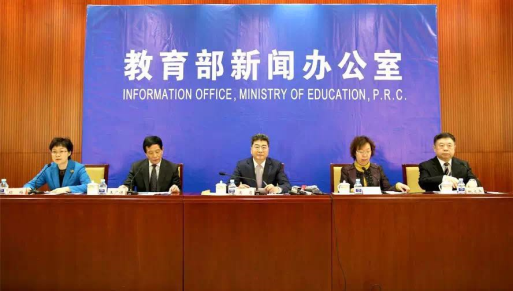 教育部新闻办公室
INFORMATION OFFICE, MINISTRY OF EDUCATION, P.R.C.